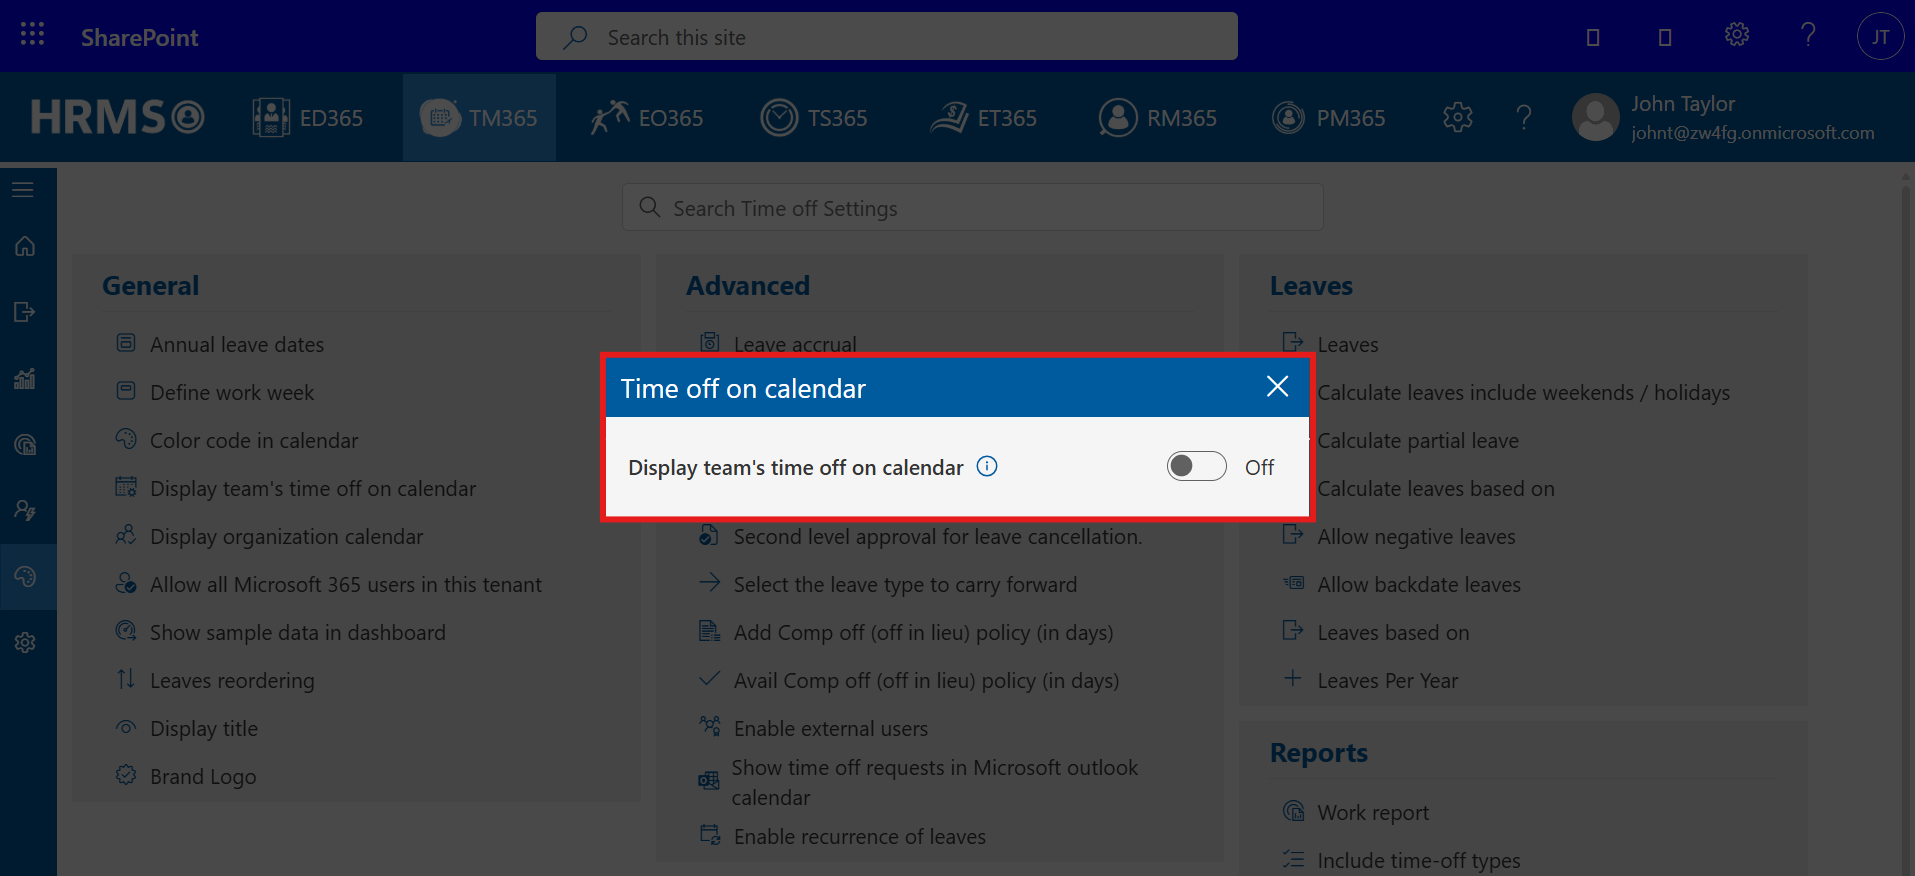 SharePoint
Search this site
JT
HRMS
ED365
TM365
EO365
TS365
ET365
RM365
PM365
John Taylor
johnt@zw4fg.onmicrosoft.com
Search Time off Settings
General
Annual leave dates
Define work week
Color code in calendar
Display team's time off on calendar
Display organization calendar
Allow all Microsoft 365 users in this tenant
Show sample data in dashboard
Leaves reordering
Display title
Brand Logo
Advanced
Leave accrual
Time off on calendar
Display team's time off on calendar
Off
Second level approval for leave cancellation.
Select the leave type to carry forward
Add Comp off (off in lieu) policy (in days)
Avail Comp off (off in lieu) policy (in days)
Enable external users
Show time off requests in Microsoft outlook
calendar
Enable recurrence of leaves
Leaves
Leaves
Calculate leaves include weekends / holidays
Calculate partial leave
Calculate leaves based on
Allow negative leaves
Allow backdate leaves
Leaves based on
Leaves Per Year
Reports
Work report
Include time-off types